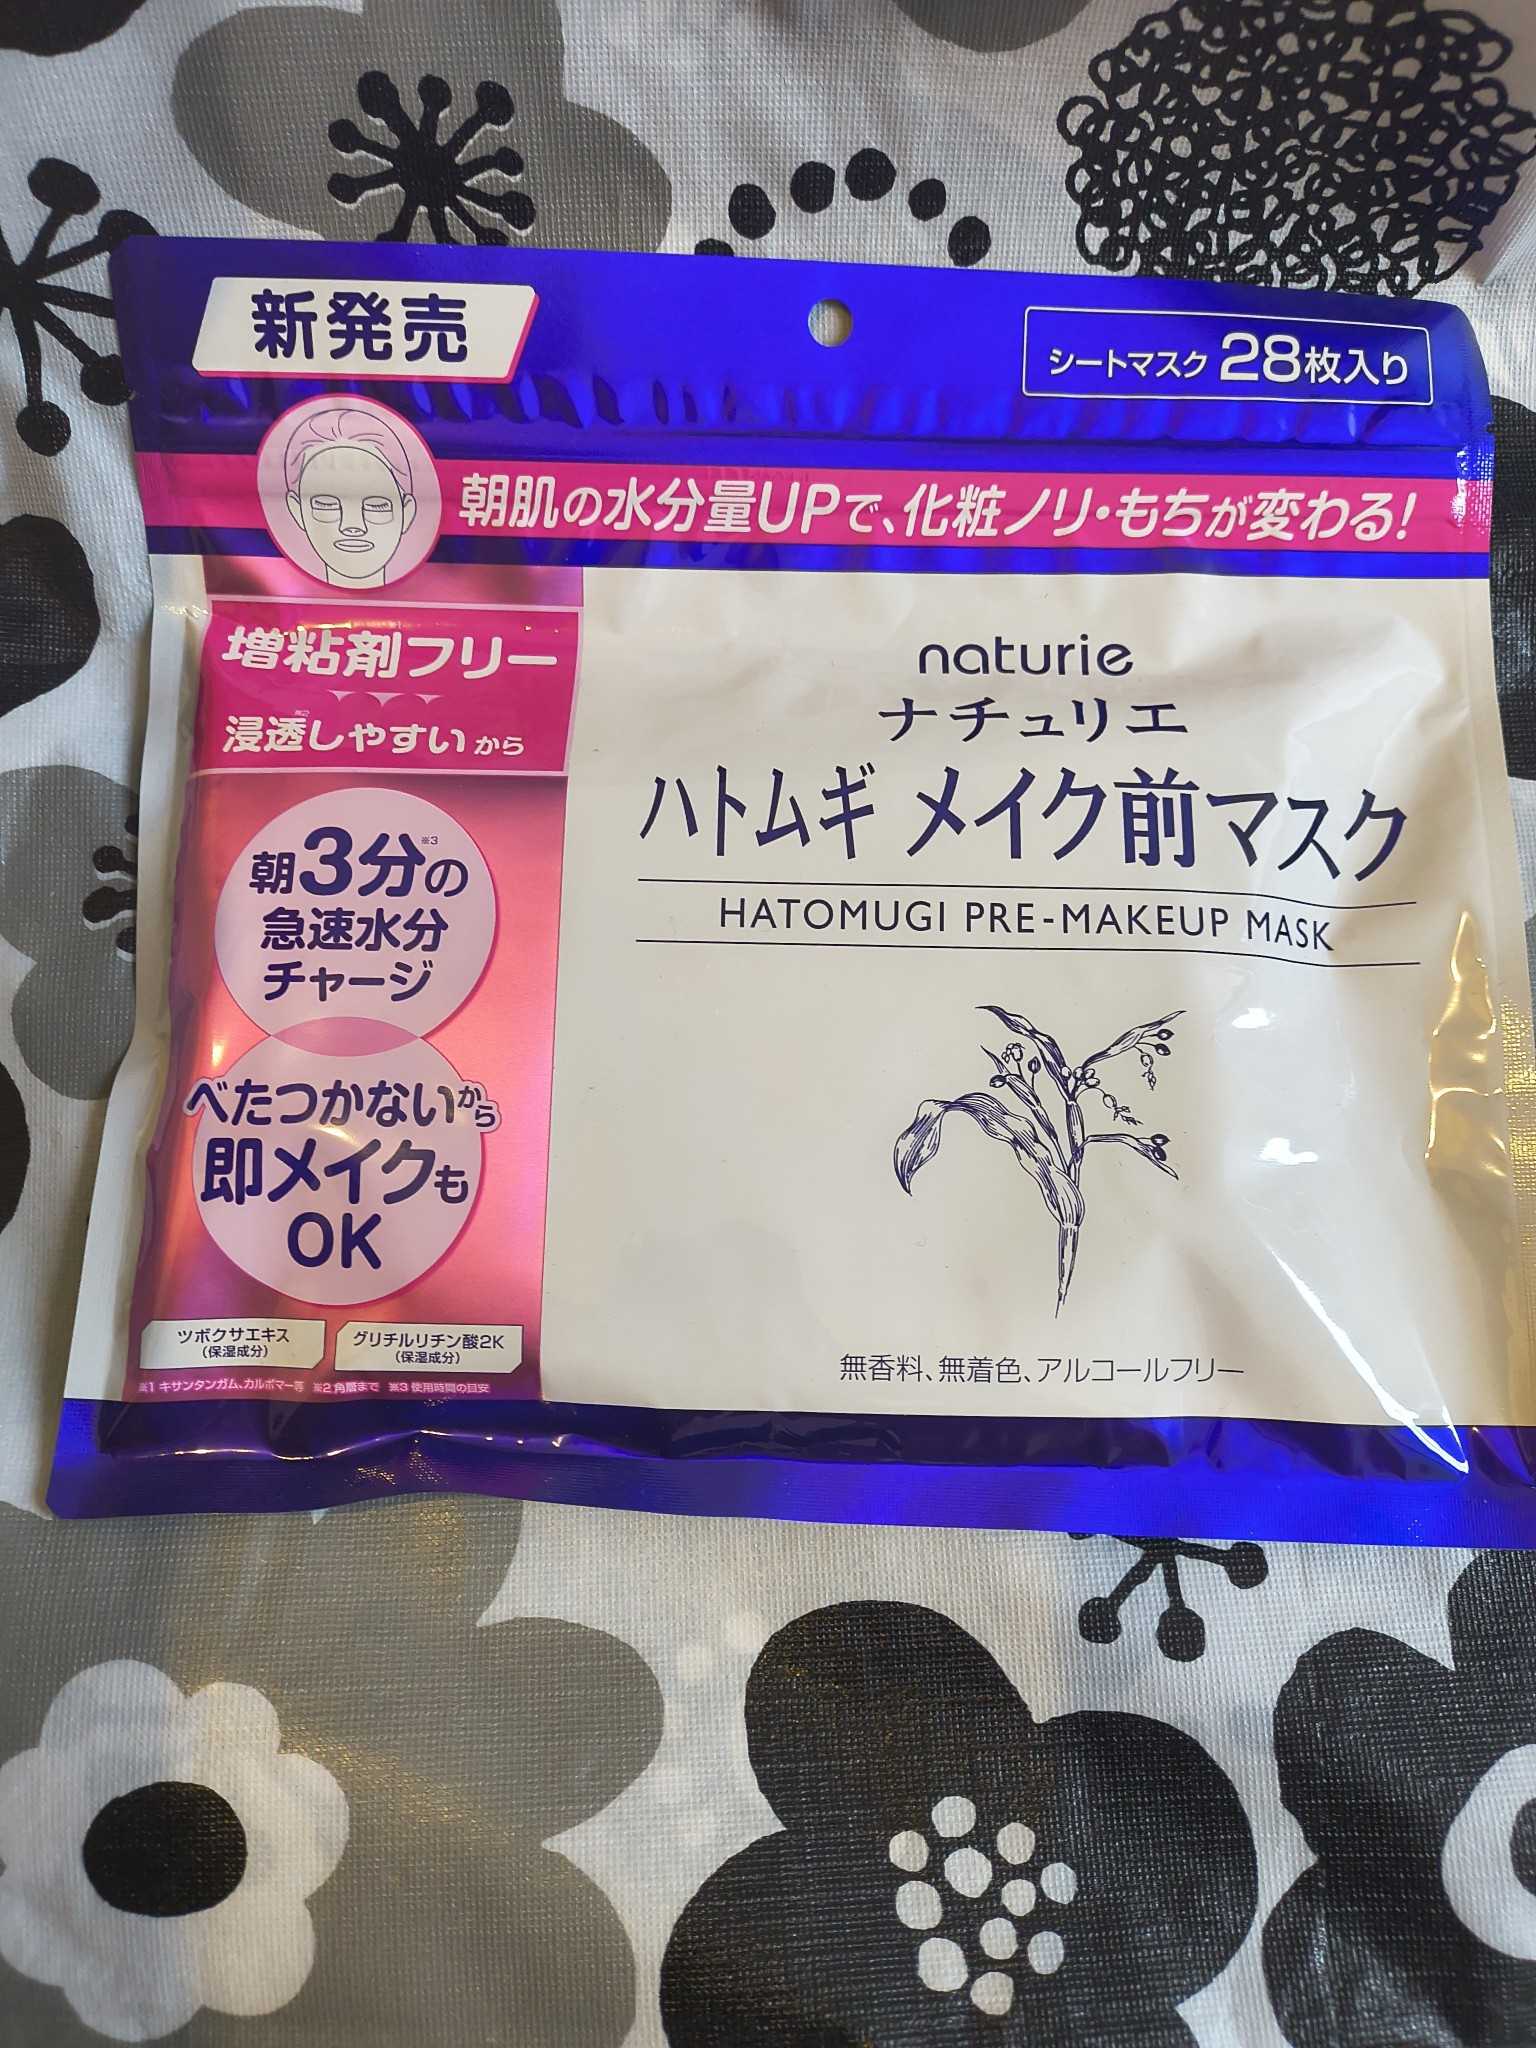 新発売
シートマスク 28枚入り
朝肌の水分量UPで、化粧ノリ・もちが変わる!
増粘剤フリー
※2
浸透しやすいから
朝3分の※3
急速水分
チャージ
べたつかないから
即メイクも
OK
ツボクサエキス
(保湿成分)
グリチルリチン酸2K
(保湿成分)
※1 キサンタンガム、カルボマー等 ※2 角層まで ※3 使用時間の目安
naturie
ナチュリエ
ハトムギ メイク前マスク
HATOMUGI PRE-MAKEUP MASK
無香料、無着色、アルコールフリー